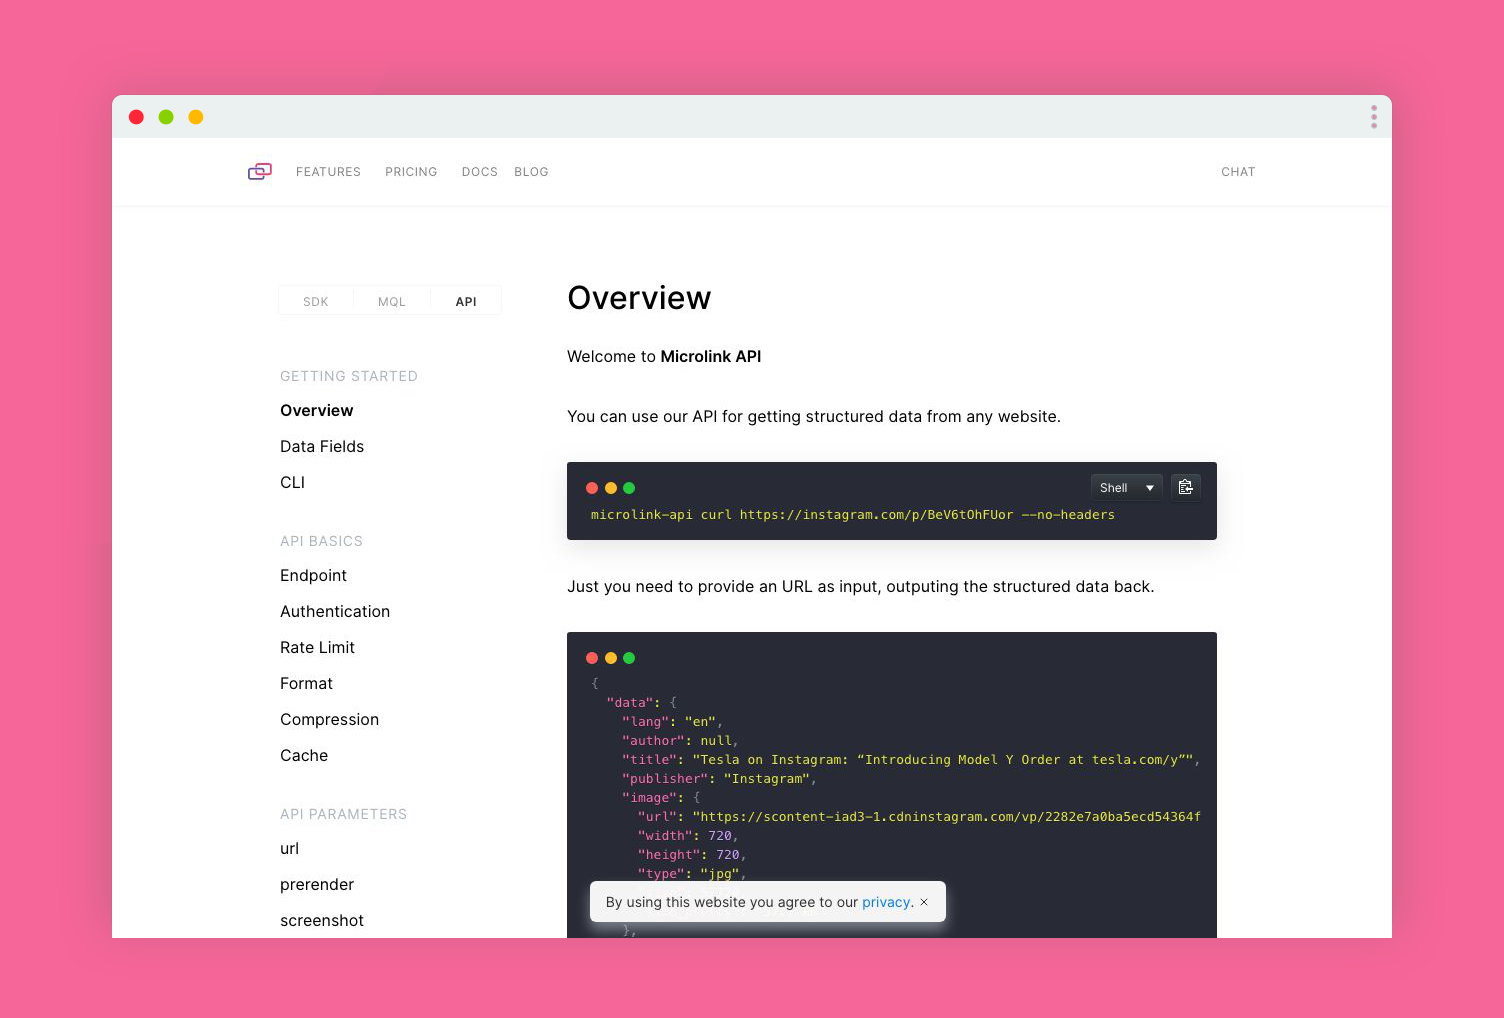 FEATURES PRICING DOCS BLOG CHAT
SDK MQL API
GETTING STARTED
Overview
Data Fields
CLI
API BASICS
Endpoint
Authentication
Rate Limit
Format
Compression
Cache
API PARAMETERS
url
prerender
screenshot
Overview
Welcome to Microlink API
You can use our API for getting structured data from any website.
Shell
microlink-api curl https://instagram.com/p/BeV6tOhFUor --no-headers
Just you need to provide an URL as input, outputing the structured data back.
{
"data": {
"lang": "en",
"author": null,
"title": "Tesla on Instagram: “Introducing Model Y Order at tesla.com/y”",
"publisher": "Instagram",
"image": {
"url": "https://scontent-iad3-1.cdninstagram.com/vp/2282e7a0ba5ecd54364f
"width": 720,
"height": 720,
"type": "jpg",
By using this website you agree to our privacy. ×
},